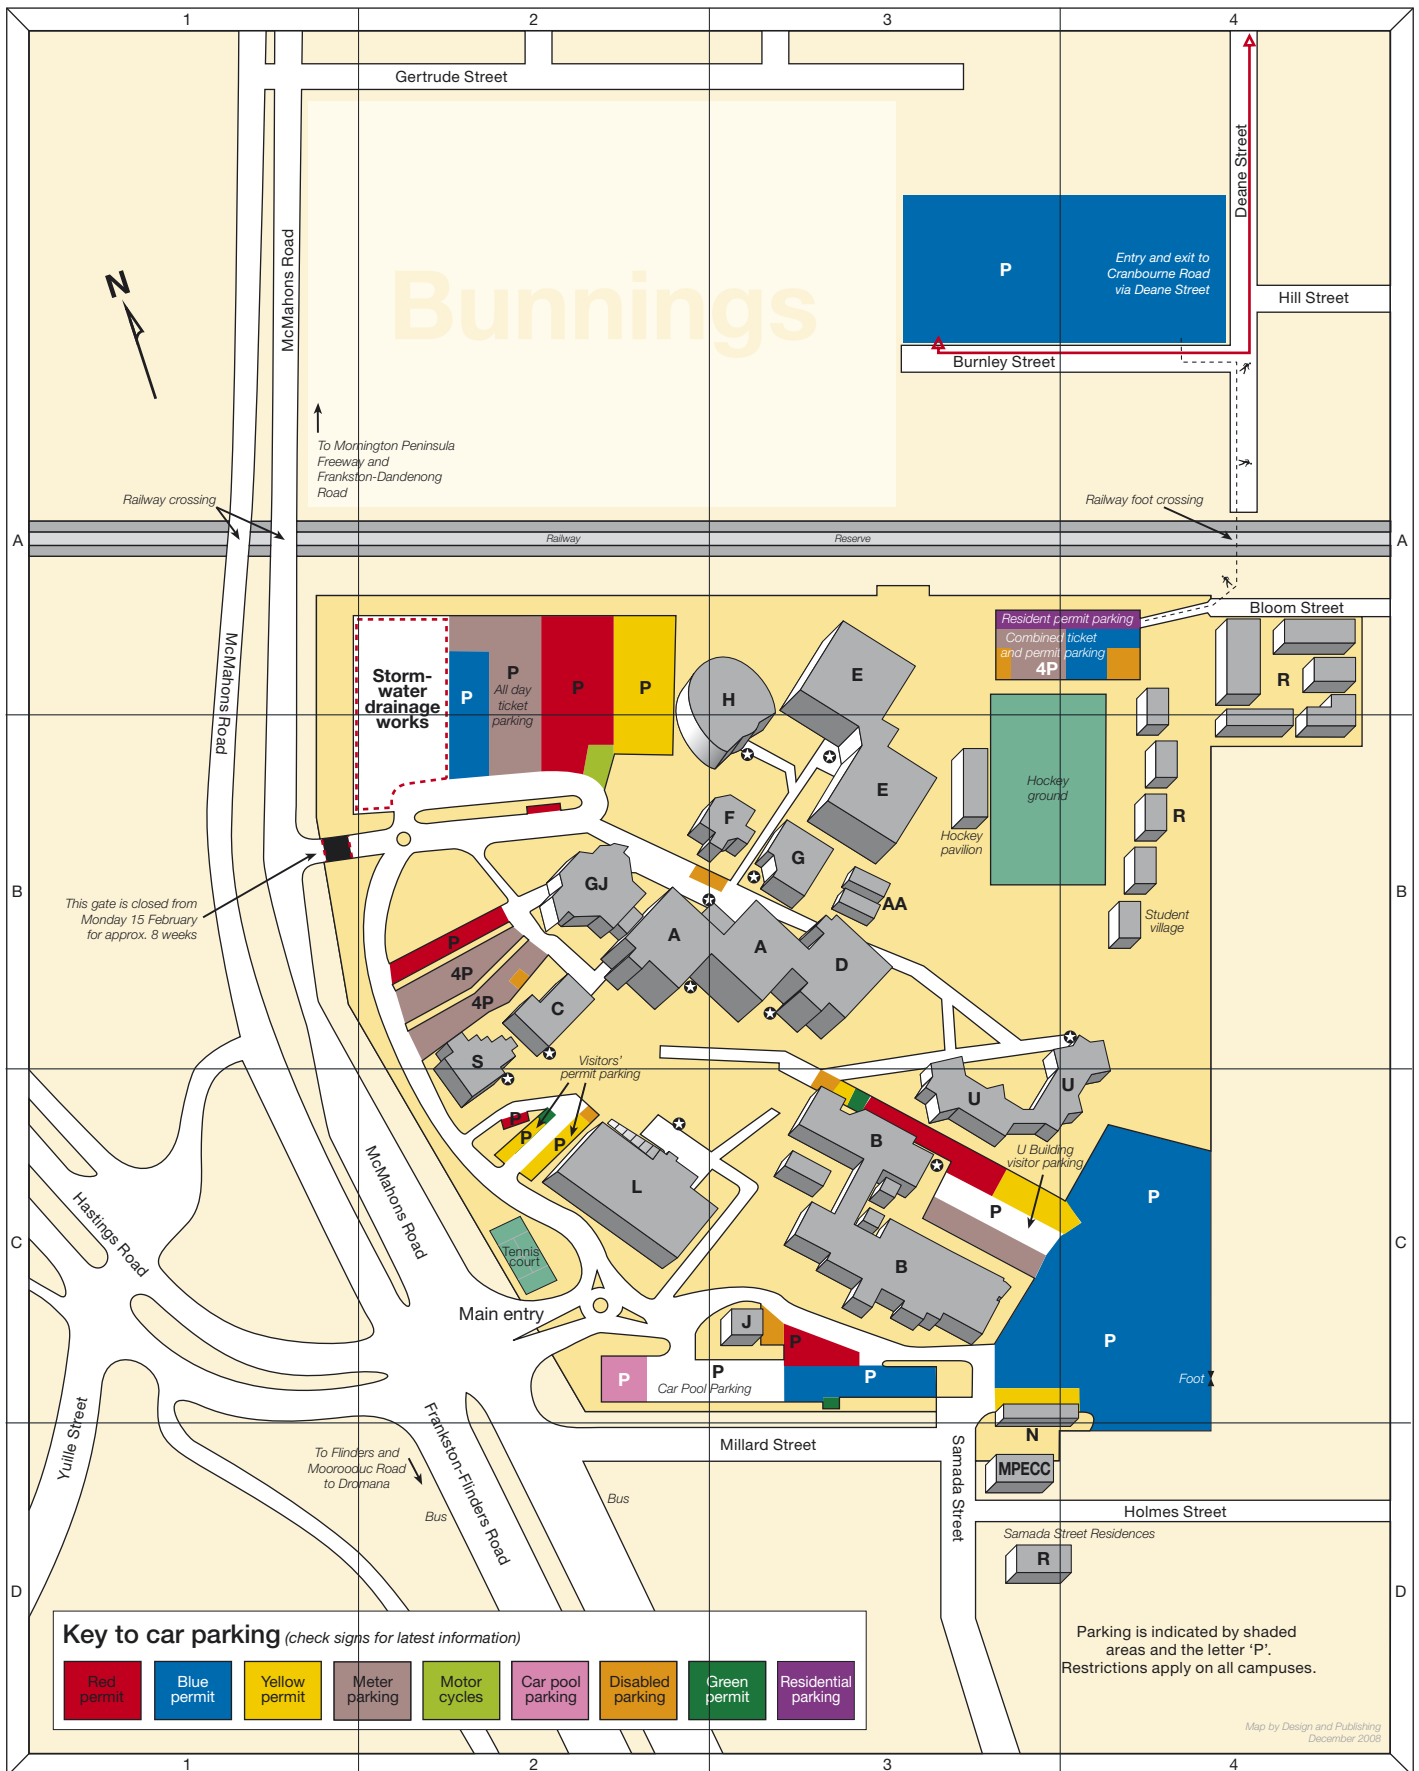 1
2
3
4
Gertrude Street
Deane Street
McMahons Road
Bunnings
P
Entry and exit to
Cranbourne Road
via Deane Street
Hill Street
N
Burnley Street
To Mornington Peninsula
Freeway and
Frankston-Dandenong
Road
Railway crossing
Railway foot crossing
A
Railway
Reserve
A
Bloom Street
Resident permit parking
Combined ticket
and permit parking
4P
McMahons Road
Storm-
water
drainage
works
P
P
All day
ticket
parking
P
P
H
E
R
E
Hockey
ground
Hockey
pavilion
R
F
G
GJ
AA
B
B
This gate is closed from
Monday 15 February
for approx. 8 weeks
Student
village
A
A
D
P
4P
4P
C
S
Visitors'
permit parking
U
U
P
P
P
B
U Building
visitor parking
P
P
L
McMahons Road
Hastings Road
Tennis
court
C
C
B
Main entry
J
P
P
P
P
Car Pool Parking
P
Foot
Yuille Street
Frankston-Flinders Road
To Flinders and
Moorooduc Road
to Dromana
Bus
Bus
Millard Street
Samada Street
N
MPECC
Holmes Street
Samada Street Residences
R
D
D
Key to car parking (check signs for latest information)
Red
permit
Blue
permit
Yellow
permit
Meter
parking
Motor
cycles
Car pool
parking
Disabled
parking
Green
permit
Residential
parking
Parking is indicated by shaded
areas and the letter ‘P’.
Restrictions apply on all campuses.
Map by Design and Publishing
December 2008
1
2
3
4